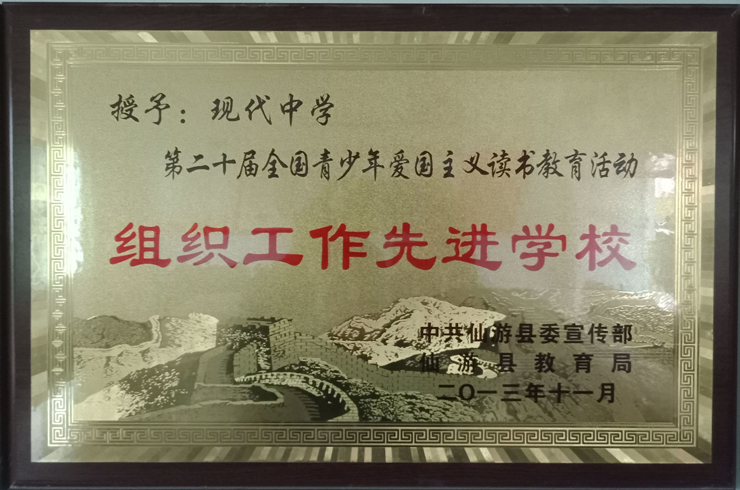 授予：现代中学
第二十届全国青少年爱国主义读书教育活动
组织工作先进学校
中共仙游县委宣传部
仙游县教育局
二〇一三年十一月